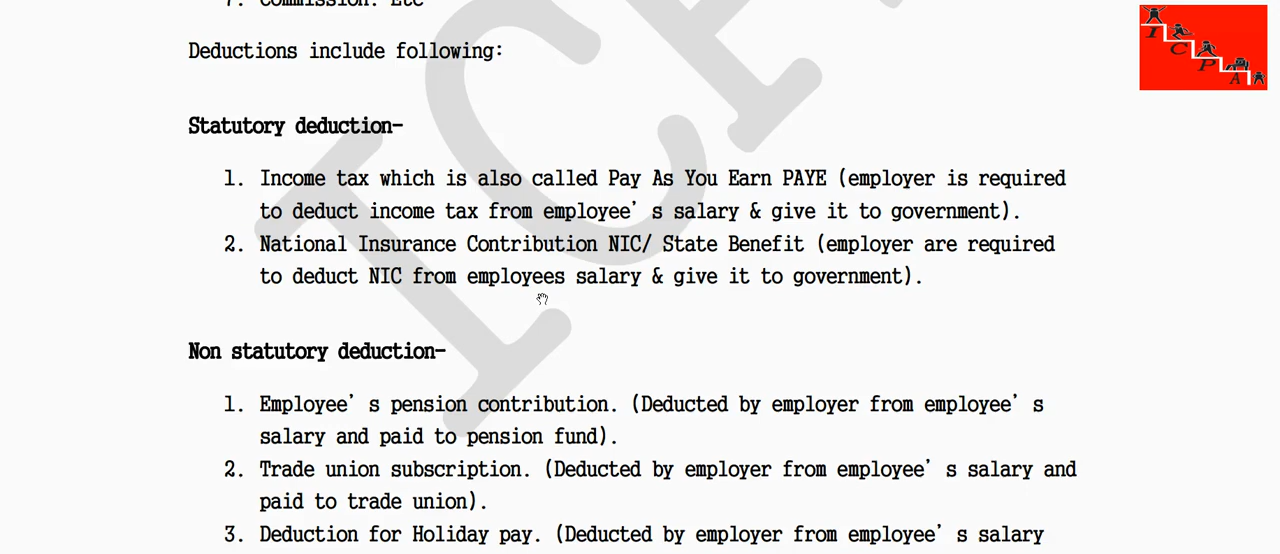 7. Commission. Etc
Deductions include following:
Statutory deduction-
1. Income tax which is also called Pay As You Earn PAYE (employer is required
to deduct income tax from employee’s salary & give it to government).
2. National Insurance Contribution NIC/ State Benefit (employer are required
to deduct NIC from employees salary & give it to government).
Non statutory deduction-
1. Employee’s pension contribution. (Deducted by employer from employee’s
salary and paid to pension fund).
2. Trade union subscription. (Deducted by employer from employee’s salary and
paid to trade union).
3. Deduction for Holiday pay. (Deducted by employer from employee’s salary
ICPA